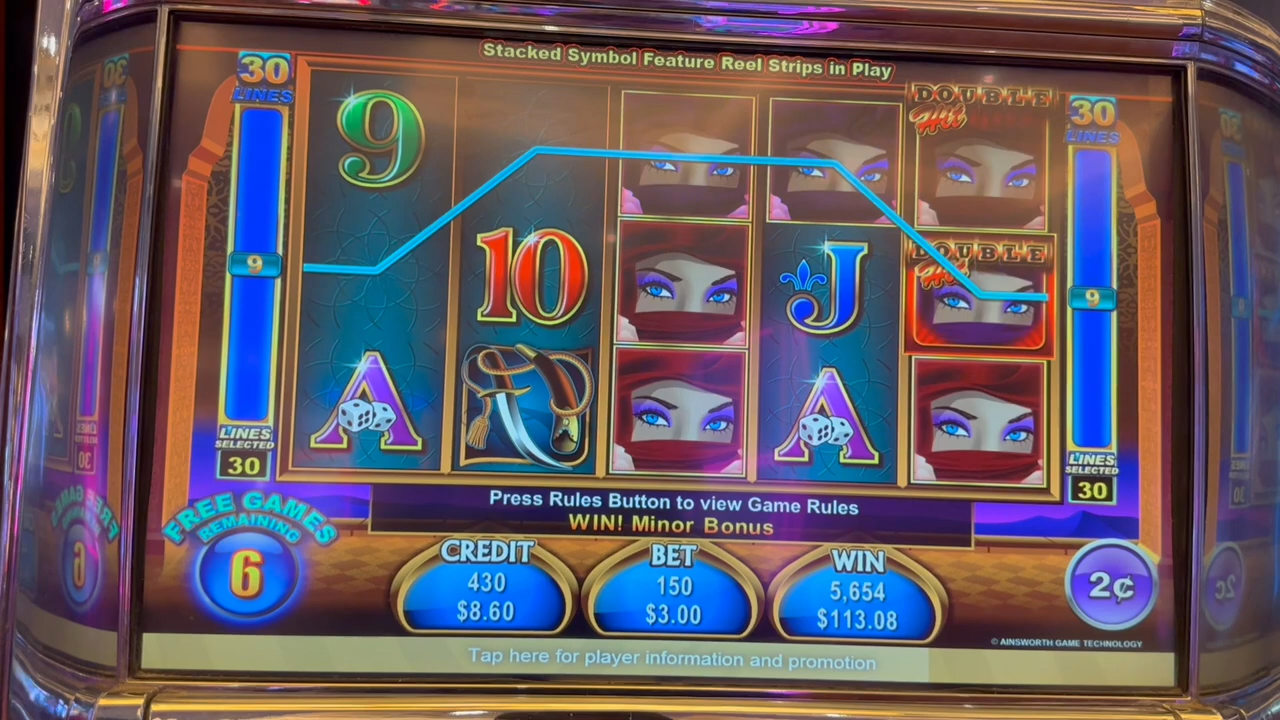 Stacked Symbol Feature Reel Strips in Play
30
LINES
DOUBLE
Hit
30
LINES
9
10
J
DOUBLE
Hit
9
9
A
A
LINES
SELECTED
30
LINES
SELECTED
30
Press Rules Button to view Game Rules
WIN! Minor Bonus
FREE GAMES
REMAINING
6
CREDIT
430
$8.60
BET
150
$3.00
WIN
5,654
$113.08
2¢
© AINSWORTH GAME TECHNOLOGY
Tap here for player information and promotion